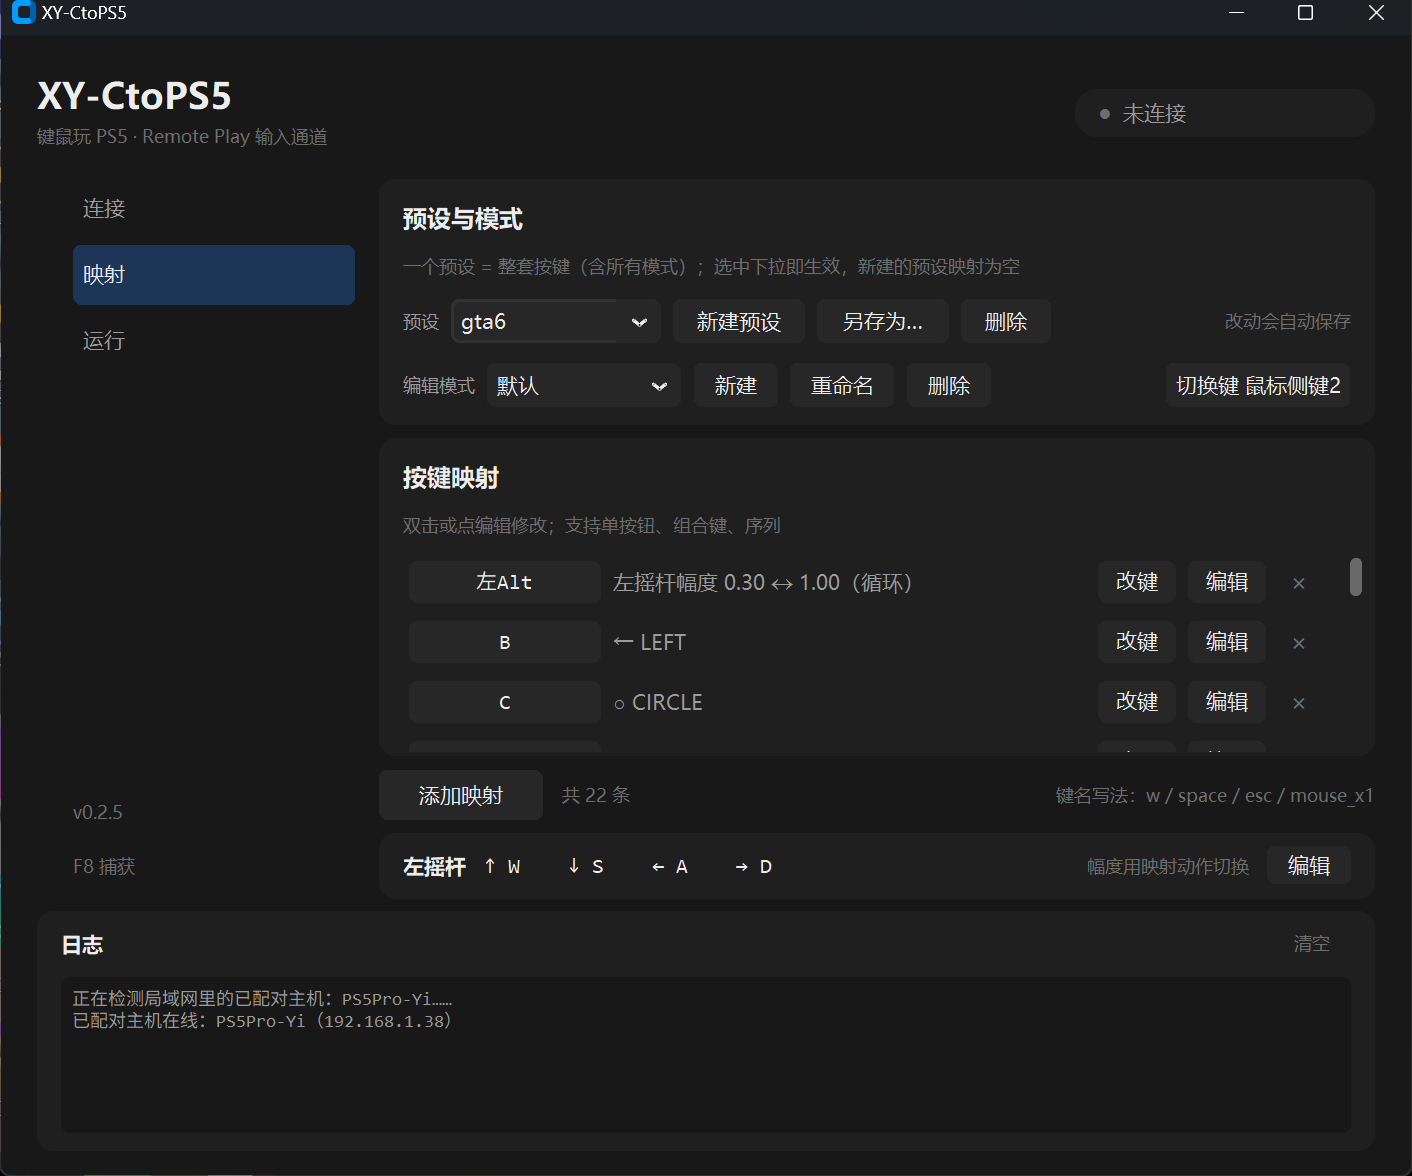 XY-CtoPS5
XY-CtoPS5
键鼠玩 PS5 · Remote Play 输入通道
未连接
连接
映射
运行
预设与模式
一个预设 = 整套按键（含所有模式）；选中下拉即生效，新建的预设映射为空
预设 gta6 新建预设 另存为... 删除 改动会自动保存
编辑模式 默认 新建 重命名 删除 切换键 鼠标侧键2
按键映射
双击或点编辑修改；支持单按钮、组合键、序列
左Alt 左摇杆幅度 0.30 ↔ 1.00（循环） 改键 编辑 ×
B ← LEFT 改键 编辑 ×
C ○ CIRCLE 改键 编辑 ×
添加映射 共 22 条 键名写法：w / space / esc / mouse_x1
v0.2.5
F8 捕获
左摇杆 ↑ W ↓ S ← A → D 幅度用映射动作切换 编辑
日志 清空
正在检测局域网里的已配对主机：PS5Pro-Yi……
已配对主机在线：PS5Pro-Yi（192.168.1.38）